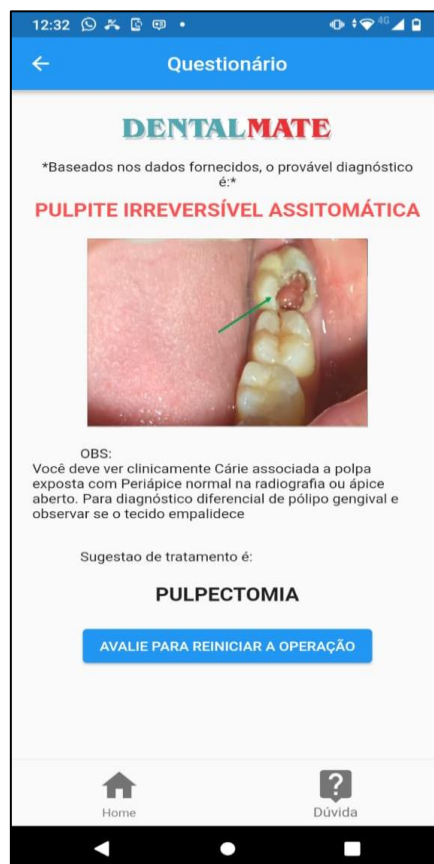 12:32
4G
Questionário
DENTALMATE
*Baseados nos dados fornecidos, o provável diagnóstico
é:*
PULPITE IRREVERSÍVEL ASSITOMÁTICA
OBS:
Você deve ver clinicamente Cárie associada a polpa
exposta com Periápice normal na radiografia ou ápice
aberto. Para diagnóstico diferencial de pólipo gengival e
observar se o tecido empalidece
Sugestao de tratamento é:
PULPECTOMIA
AVALIE PARA REINICIAR A OPERAÇÃO
Home
Dúvida